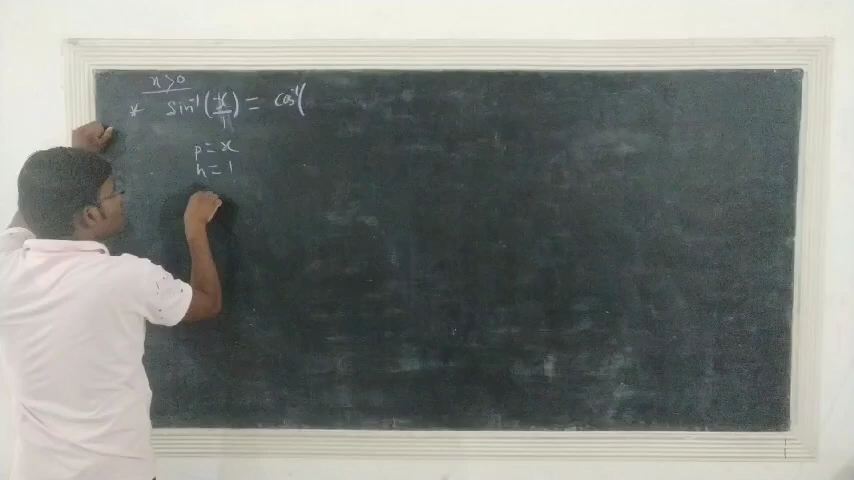 x > 0
* sin⁻¹(x/1) = cos⁻¹(
p = x
h = 1